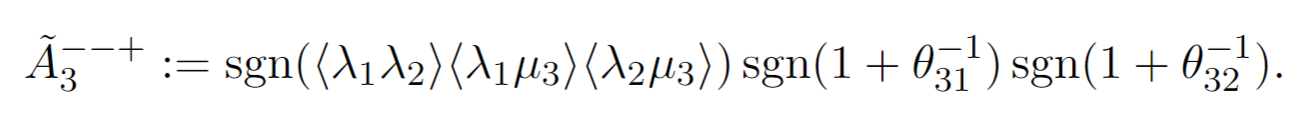 Ã₃⁻⁻⁺ := sgn(⟨λ₁λ₂⟩⟨λ₁μ₃⟩⟨λ₂μ₃⟩) sgn(1 + θ₃₁⁻¹) sgn(1 + θ₃₂⁻¹).